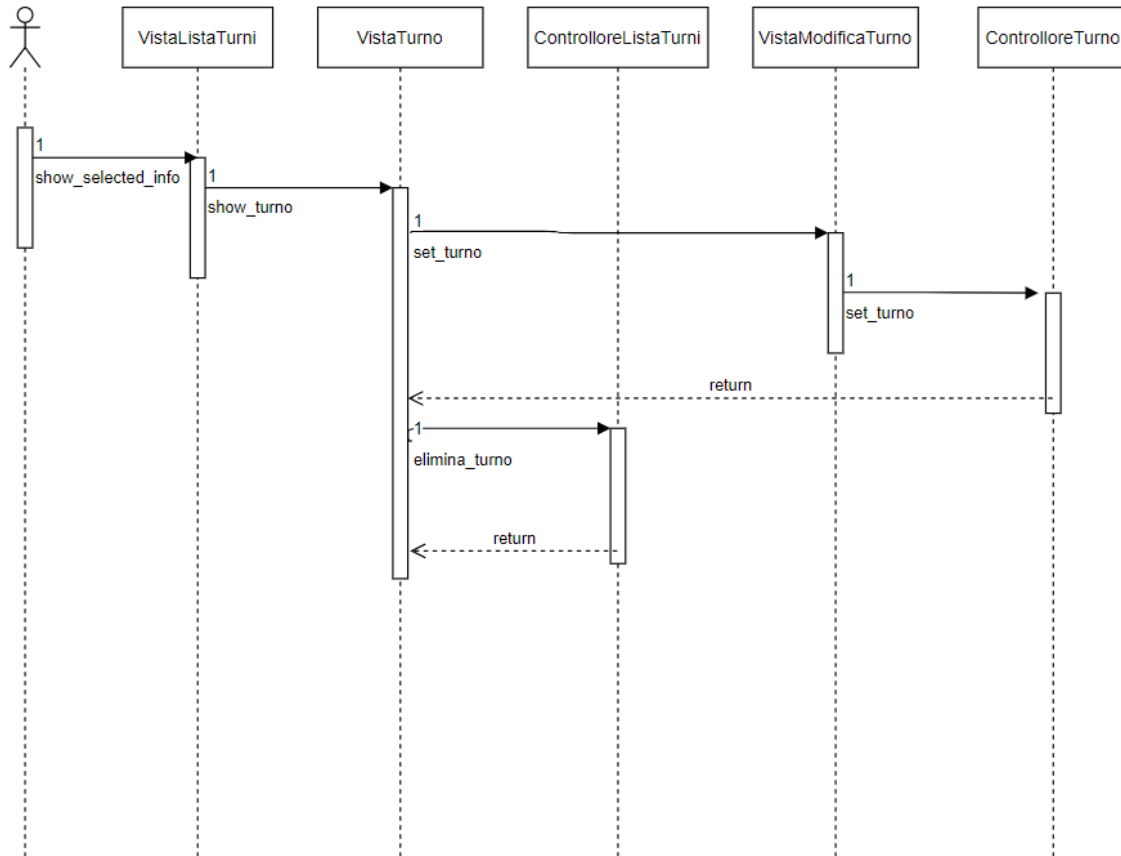 VistaListaTurni
VistaTurno
ControlloreListaTurni
VistaModificaTurno
ControlloreTurno
1
show_selected_info
1
show_turno
1
set_turno
1
set_turno
return
1
elimina_turno
return